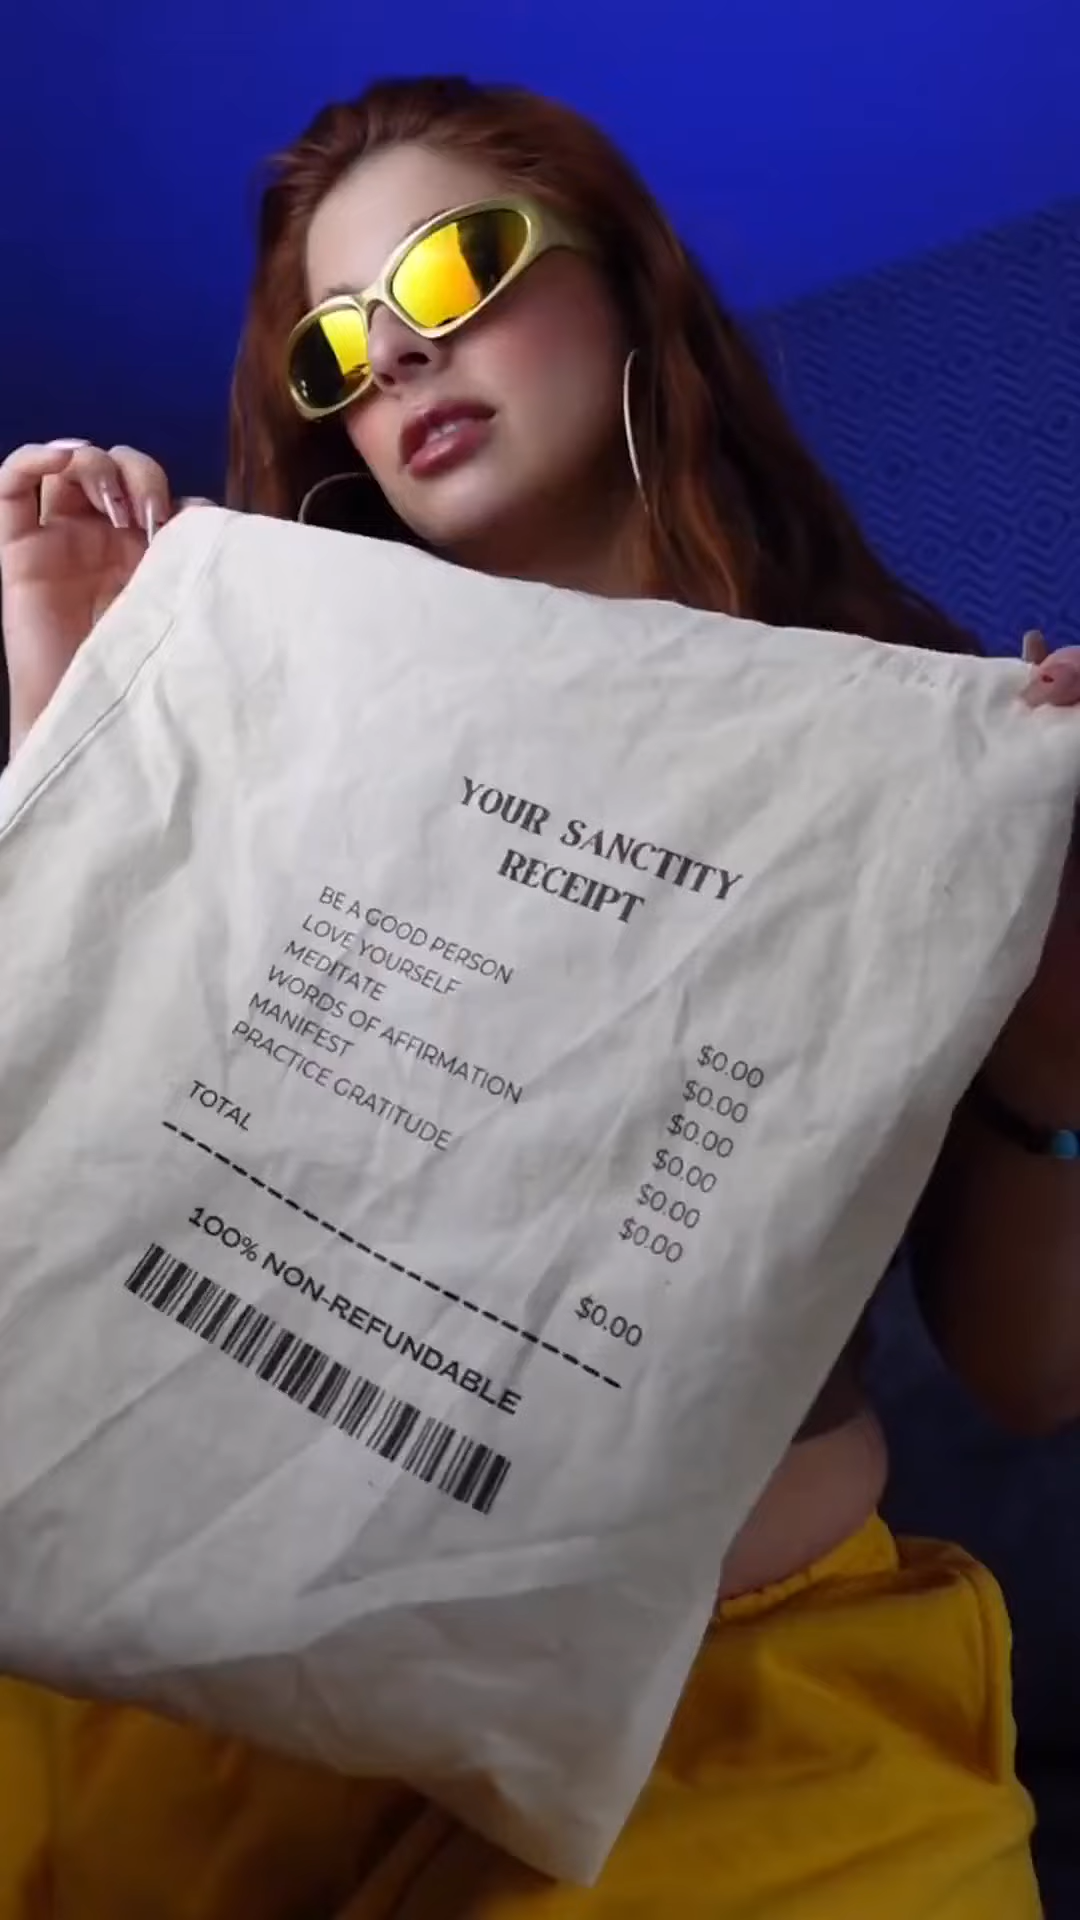 YOUR SANCTITY
RECEIPT
BE A GOOD PERSON $0.00
LOVE YOURSELF $0.00
MEDITATE $0.00
WORDS OF AFFIRMATION $0.00
MANIFEST $0.00
PRACTICE GRATITUDE $0.00
TOTAL $0.00
100% NON-REFUNDABLE